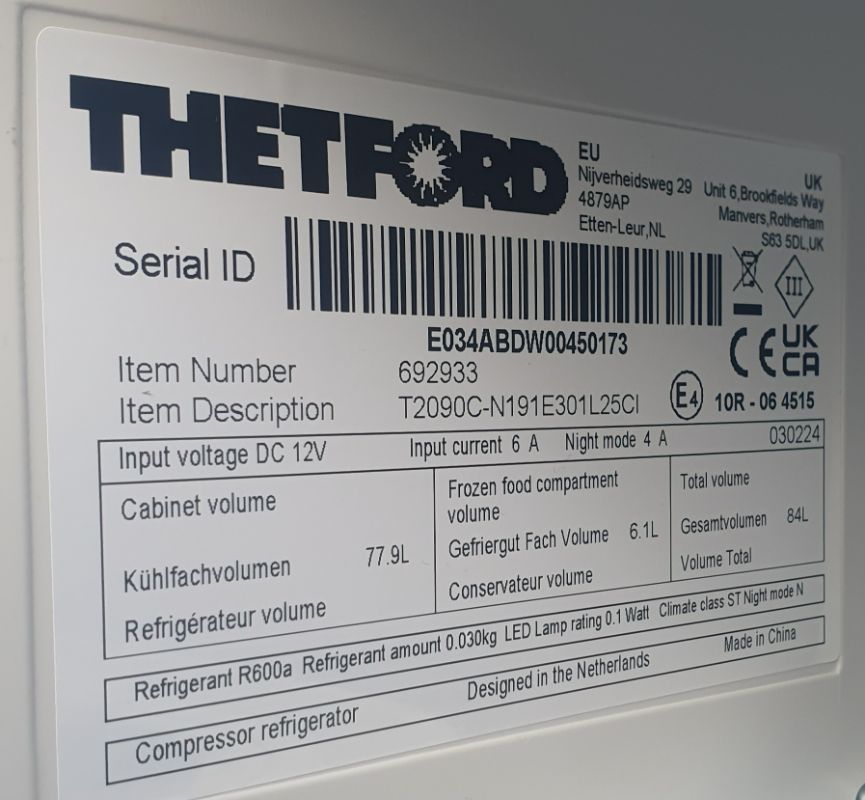 THETFORD
EU
Nijverheidsweg 29
4879AP
Etten-Leur,NL
UK
Unit 6,Brookfields Way
Manvers,Rotherham
S63 5DL,UK
Serial ID
E034ABDW00450173
III
CE UK
CA
Item Number 692933
Item Description T2090C-N191E301L25CI
E4 10R - 06 4515
Input voltage DC 12V Input current 6 A Night mode 4 A 030224
Cabinet volume
Kühlfachvolumen 77.9L
Refrigérateur volume
Frozen food compartment
volume
Gefriergut Fach Volume 6.1L
Conservateur volume
Total volume
Gesamtvolumen 84L
Volume Total
Refrigerant R600a Refrigerant amount 0.030kg LED Lamp rating 0.1 Watt Climate class ST Night mode N
Compressor refrigerator Designed in the Netherlands Made in China